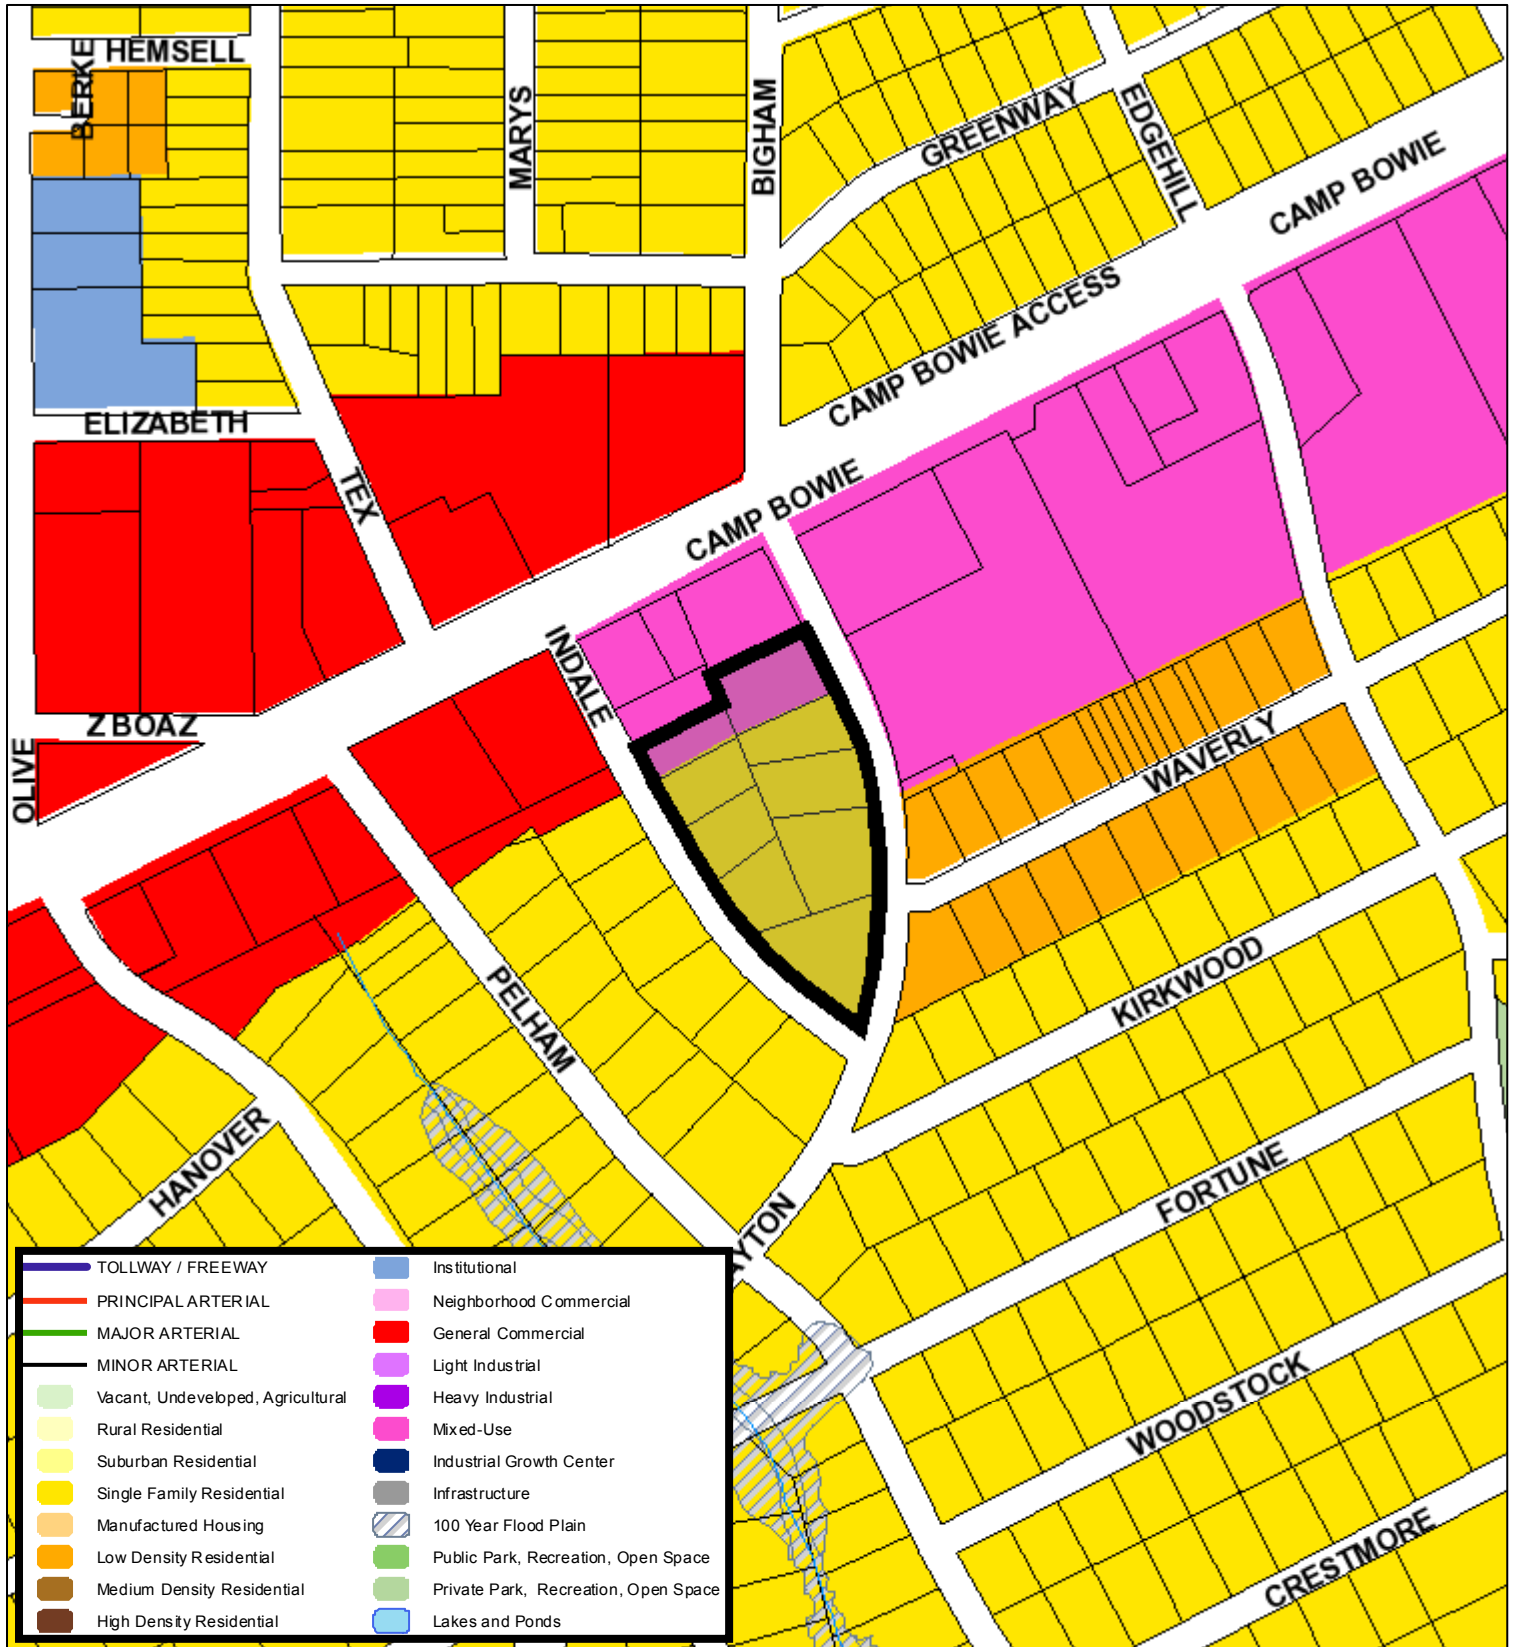 HEMSELL
BERKE
MARYS
BIGHAM
GREENWAY
EDGEHILL
CAMP BOWIE
CAMP BOWIE ACCESS
ELIZABETH
TEX
CAMP BOWIE
INDALE
Z BOAZ
OLIVE
WAVERLY
PELHAM
KIRKWOOD
HANOVER
FORTUNE
AYTON
WOODSTOCK
CRESTMORE
TOLLWAY / FREEWAY
PRINCIPAL ARTERIAL
MAJOR ARTERIAL
MINOR ARTERIAL
Vacant, Undeveloped, Agricultural
Rural Residential
Suburban Residential
Single Family Residential
Manufactured Housing
Low Density Residential
Medium Density Residential
High Density Residential
Institutional
Neighborhood Commercial
General Commercial
Light Industrial
Heavy Industrial
Mixed-Use
Industrial Growth Center
Infrastructure
100 Year Flood Plain
Public Park, Recreation, Open Space
Private Park, Recreation, Open Space
Lakes and Ponds